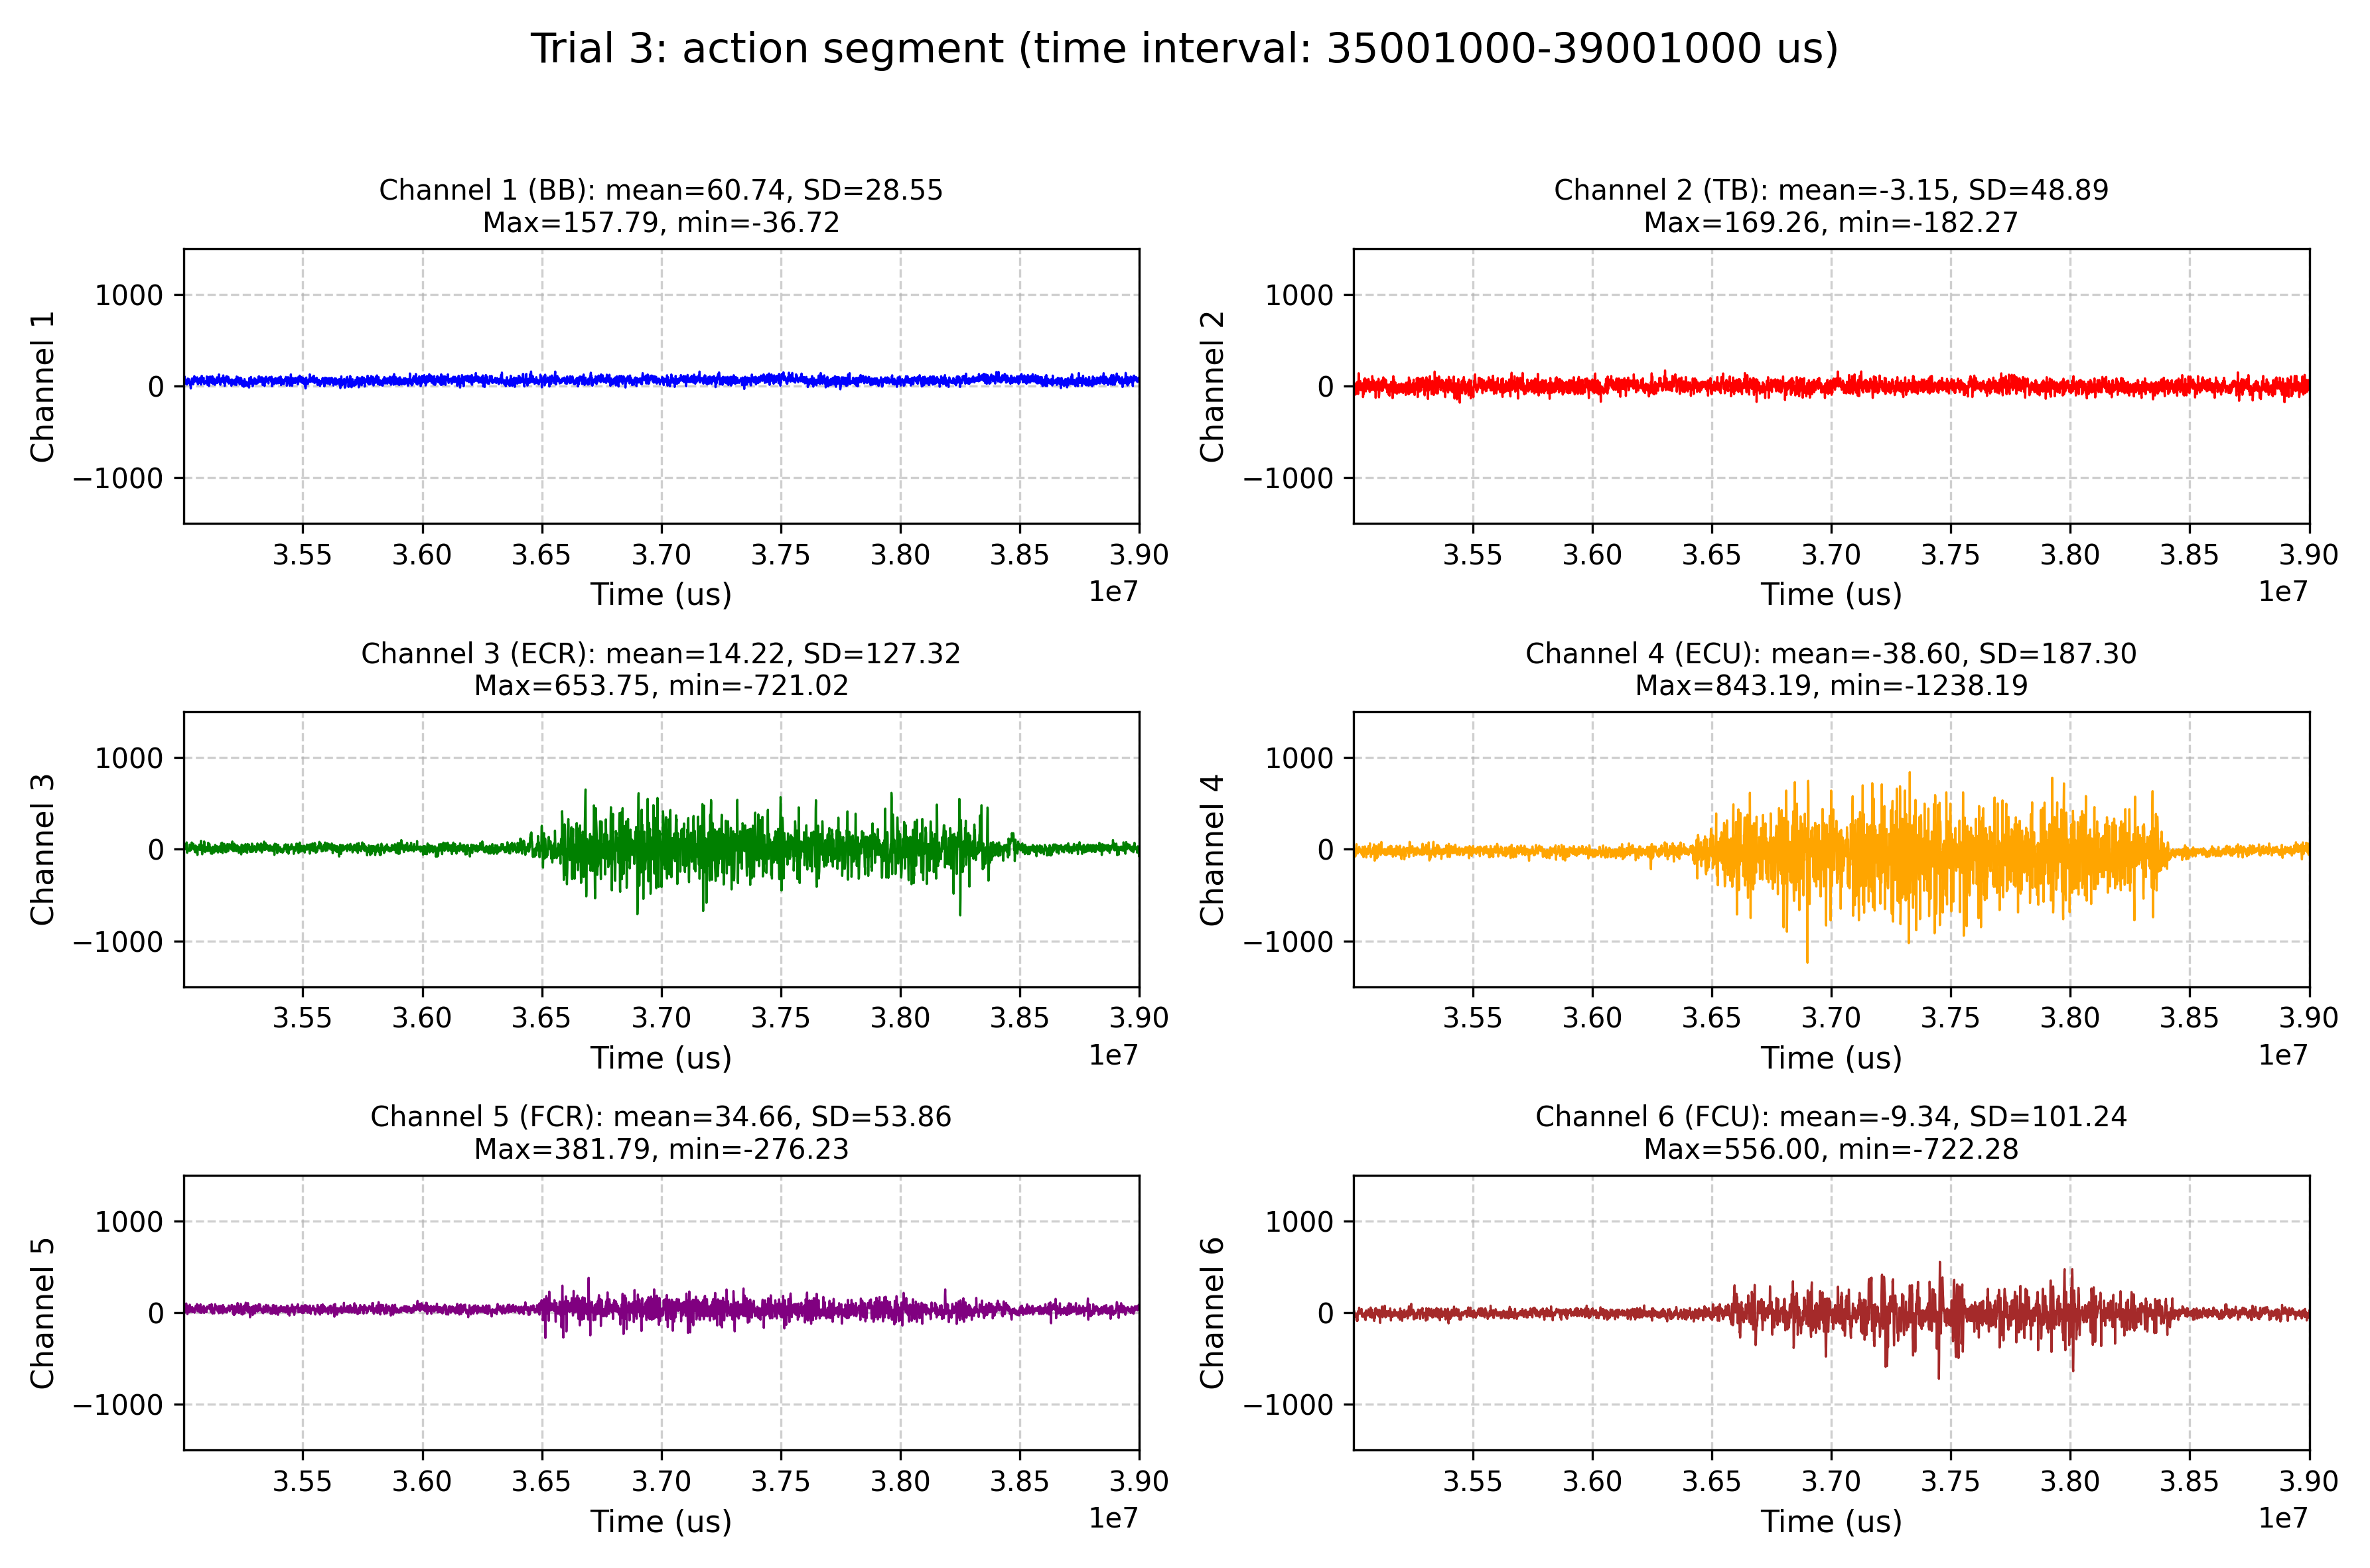 Trial 3: action segment (time interval: 35001000-39001000 us)
Channel 1 (BB): mean=60.74, SD=28.55
Max=157.79, min=-36.72
1000
0
−1000
Channel 1
3.55 3.60 3.65 3.70 3.75 3.80 3.85 3.90
Time (us)
1e7
Channel 2 (TB): mean=-3.15, SD=48.89
Max=169.26, min=-182.27
1000
0
−1000
Channel 2
3.55 3.60 3.65 3.70 3.75 3.80 3.85 3.90
Time (us)
1e7
Channel 3 (ECR): mean=14.22, SD=127.32
Max=653.75, min=-721.02
1000
0
−1000
Channel 3
3.55 3.60 3.65 3.70 3.75 3.80 3.85 3.90
Time (us)
1e7
Channel 4 (ECU): mean=-38.60, SD=187.30
Max=843.19, min=-1238.19
1000
0
−1000
Channel 4
3.55 3.60 3.65 3.70 3.75 3.80 3.85 3.90
Time (us)
1e7
Channel 5 (FCR): mean=34.66, SD=53.86
Max=381.79, min=-276.23
1000
0
−1000
Channel 5
3.55 3.60 3.65 3.70 3.75 3.80 3.85 3.90
Time (us)
1e7
Channel 6 (FCU): mean=-9.34, SD=101.24
Max=556.00, min=-722.28
1000
0
−1000
Channel 6
3.55 3.60 3.65 3.70 3.75 3.80 3.85 3.90
Time (us)
1e7